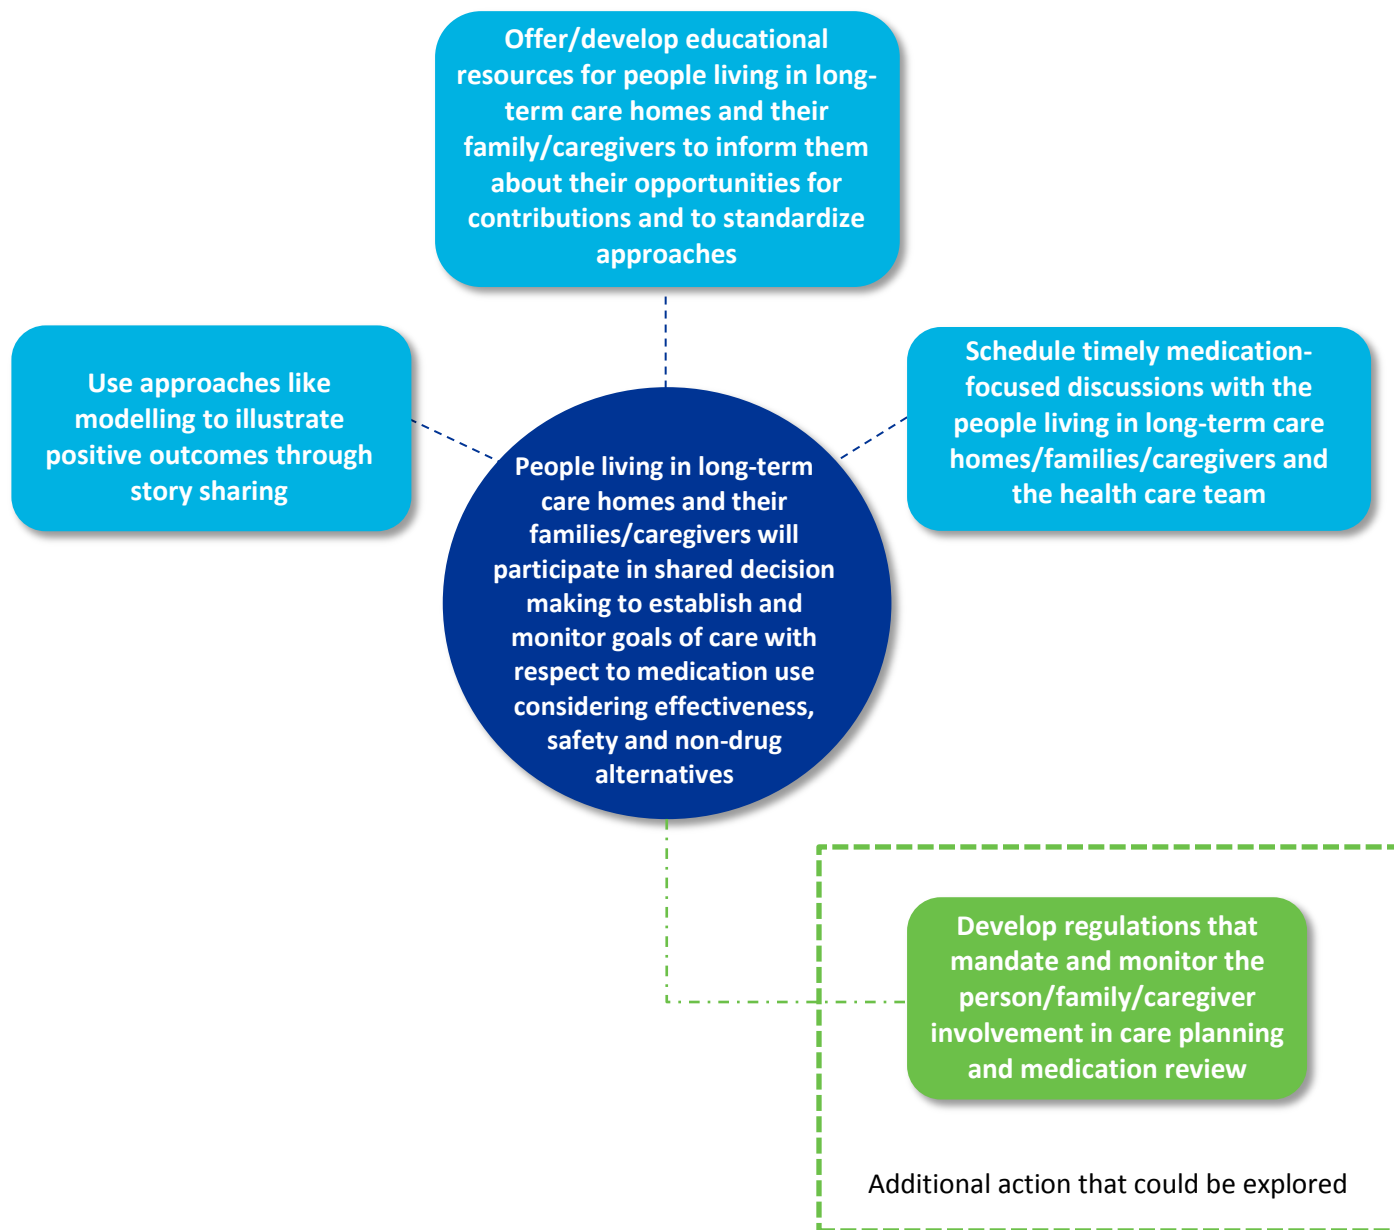 Offer/develop educational
resources for people living in long-
term care homes and their
family/caregivers to inform them
about their opportunities for
contributions and to standardize
approaches
Use approaches like
modelling to illustrate
positive outcomes through
story sharing
Schedule timely medication-
focused discussions with the
people living in long-term care
homes/families/caregivers and
the health care team
People living in long-term
care homes and their
families/caregivers will
participate in shared decision
making to establish and
monitor goals of care with
respect to medication use
considering effectiveness,
safety and non-drug
alternatives
Develop regulations that
mandate and monitor the
person/family/caregiver
involvement in care planning
and medication review
Additional action that could be explored